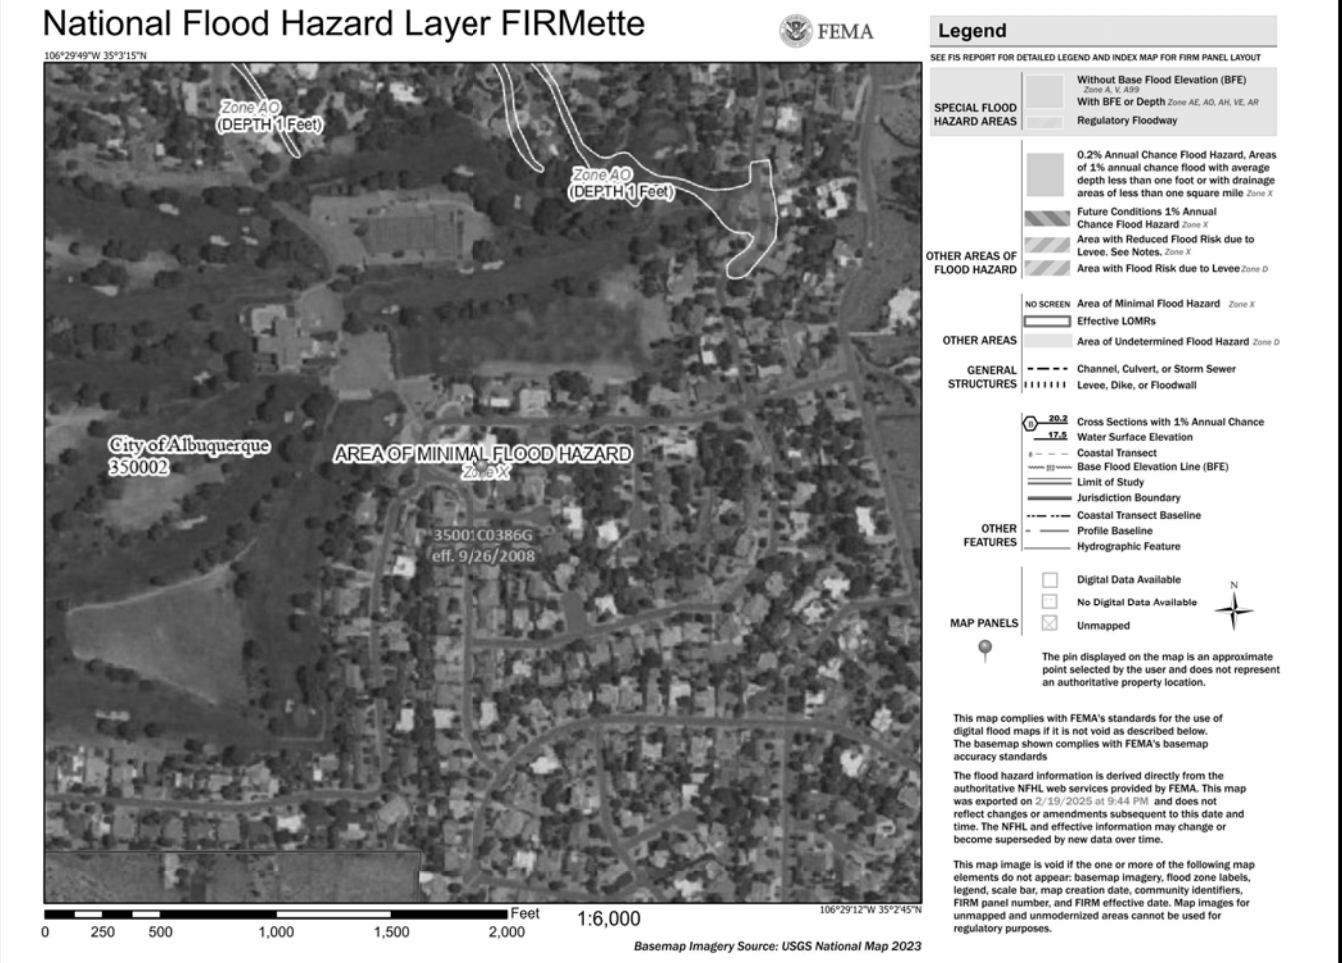 National Flood Hazard Layer FIRMette
FEMA
106°29'49"W 35°3'15"N
Zone AO
(DEPTH 1 Feet)
Zone AO
(DEPTH 1 Feet)
City of Albuquerque
350002
AREA OF MINIMAL FLOOD HAZARD
Zone X
35001C0386G
eff. 9/26/2008
106°29'12"W 35°2'45"N
Feet
1:6,000
0 250 500 1,000 1,500 2,000
Basemap Imagery Source: USGS National Map 2023
Legend
SEE FIS REPORT FOR DETAILED LEGEND AND INDEX MAP FOR FIRM PANEL LAYOUT
SPECIAL FLOOD
HAZARD AREAS
Without Base Flood Elevation (BFE)
Zone A, V, A99
With BFE or Depth Zone AE, AO, AH, VE, AR
Regulatory Floodway
0.2% Annual Chance Flood Hazard, Areas
of 1% annual chance flood with average
depth less than one foot or with drainage
areas of less than one square mile Zone X
Future Conditions 1% Annual
Chance Flood Hazard Zone X
Area with Reduced Flood Risk due to
Levee. See Notes. Zone X
Area with Flood Risk due to Levee Zone D
OTHER AREAS OF
FLOOD HAZARD
NO SCREEN Area of Minimal Flood Hazard Zone X
Effective LOMRs
OTHER AREAS
Area of Undetermined Flood Hazard Zone D
GENERAL
STRUCTURES
Channel, Culvert, or Storm Sewer
Levee, Dike, or Floodwall
B 20.2 Cross Sections with 1% Annual Chance
17.5 Water Surface Elevation
8 Coastal Transect
513 Base Flood Elevation Line (BFE)
Limit of Study
Jurisdiction Boundary
Coastal Transect Baseline
OTHER
FEATURES
Profile Baseline
Hydrographic Feature
Digital Data Available
No Digital Data Available
Unmapped
MAP PANELS
N
The pin displayed on the map is an approximate
point selected by the user and does not represent
an authoritative property location.
This map complies with FEMA's standards for the use of
digital flood maps if it is not void as described below.
The basemap shown complies with FEMA's basemap
accuracy standards
The flood hazard information is derived directly from the
authoritative NFHL web services provided by FEMA. This map
was exported on 2/19/2025 at 9:44 PM and does not
reflect changes or amendments subsequent to this date and
time. The NFHL and effective information may change or
become superseded by new data over time.
This map image is void if the one or more of the following map
elements do not appear: basemap imagery, flood zone labels,
legend, scale bar, map creation date, community identifiers,
FIRM panel number, and FIRM effective date. Map images for
unmapped and unmodernized areas cannot be used for
regulatory purposes.